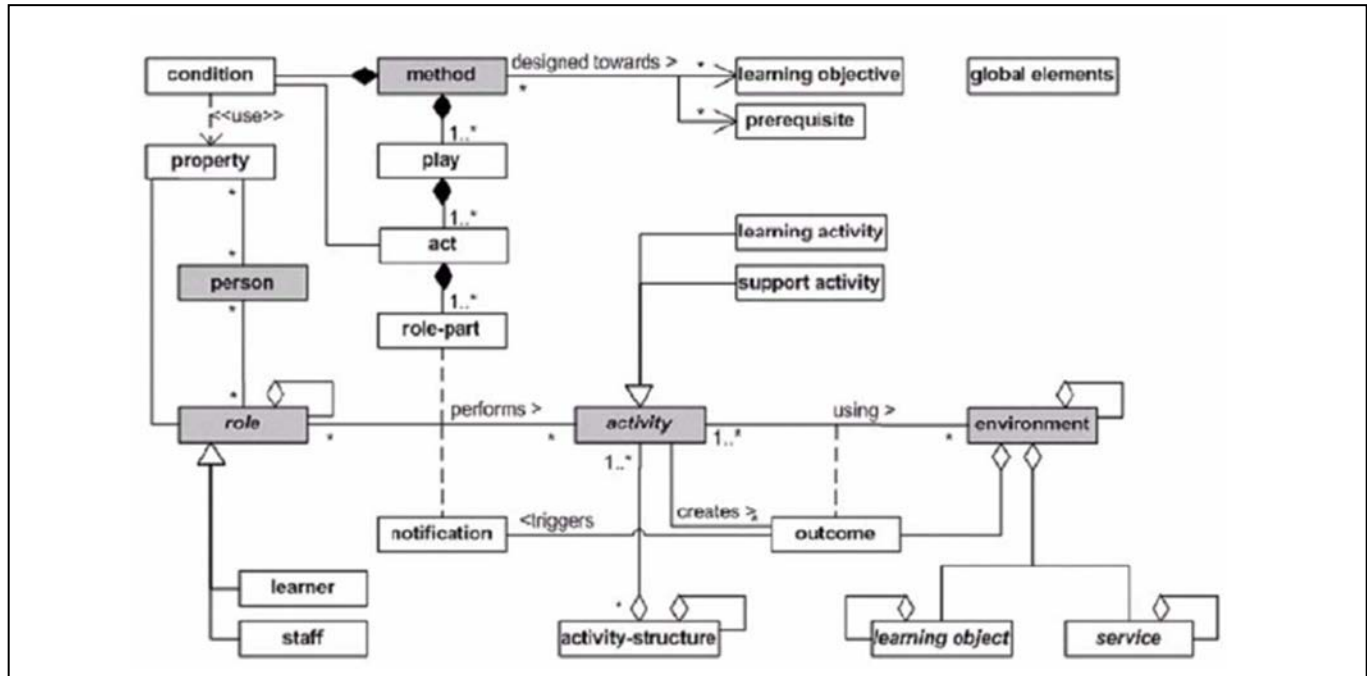 condition
method
designed towards >
*
*
learning objective
global elements
<<use>>
1..*
*
prerequisite
property
play
*
1..*
act
learning activity
*
person
support activity
*
1..*
role-part
*
role
performs >
activity
using >
environment
*
*
1..*
*
1..*
notification
<triggers
creates >
*
outcome
learner
*
staff
activity-structure
learning object
service